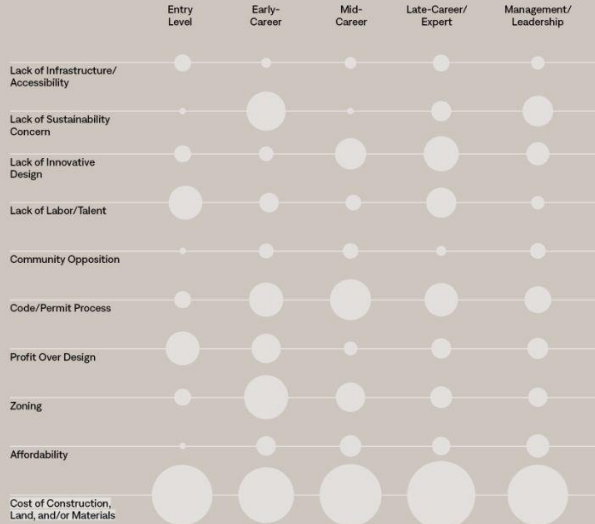 Entry
Level
Early-
Career
Mid-
Career
Late-Career/
Expert
Management/
Leadership
Lack of Infrastructure/
Accessibility
Lack of Sustainability
Concern
Lack of Innovative
Design
Lack of Labor/Talent
Community Opposition
Code/Permit Process
Profit Over Design
Zoning
Affordability
Cost of Construction,
Land, and/or Materials